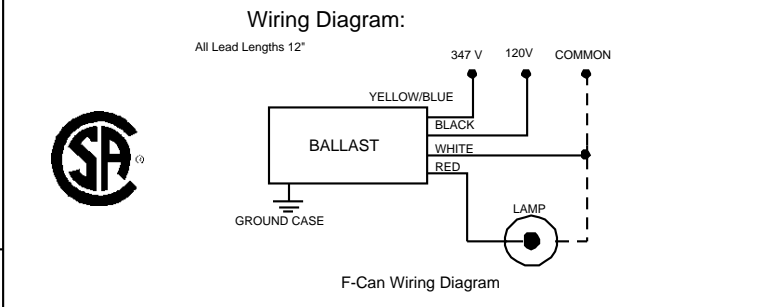 Wiring Diagram:
All Lead Lengths 12"
347 V 120V COMMON
YELLOW/BLUE
BLACK
BALLAST
WHITE
RED
LAMP
GROUND CASE
F-Can Wiring Diagram
CSA
®